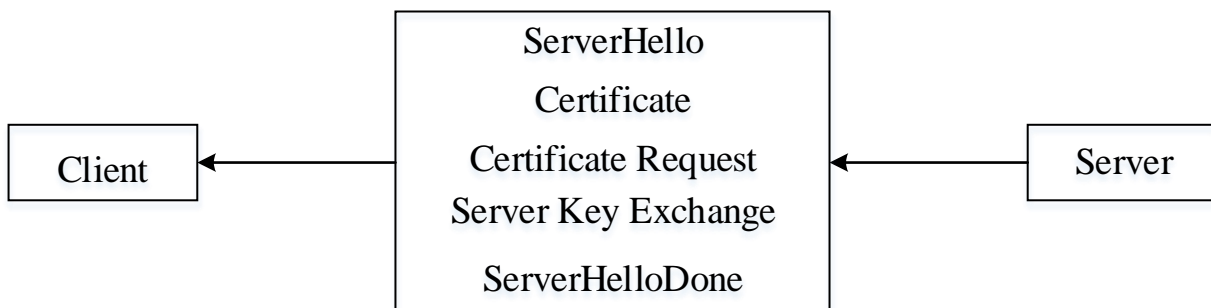 ServerHello
Certificate
Client
Certificate Request
Server
Server Key Exchange
ServerHelloDone